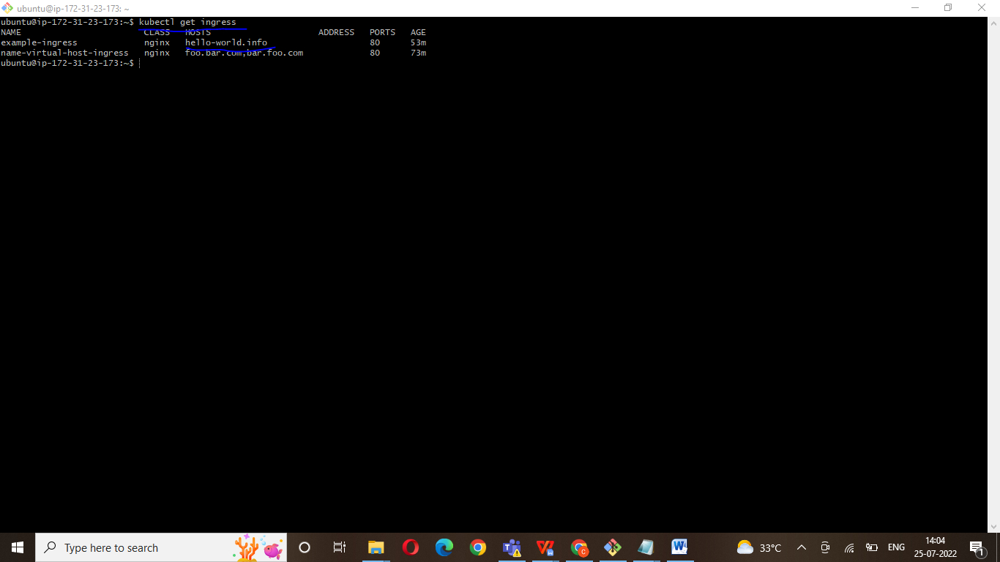 ubuntu@ip-172-31-23-173: ~
ubuntu@ip-172-31-23-173:~$ kubectl get ingress
NAME CLASS HOSTS ADDRESS PORTS AGE
example-ingress nginx hello-world.info 80 53m
name-virtual-host-ingress nginx foo.bar.com,bar.foo.com 80 73m
ubuntu@ip-172-31-23-173:~$
Type here to search
33°C
ENG
14:04
25-07-2022
1